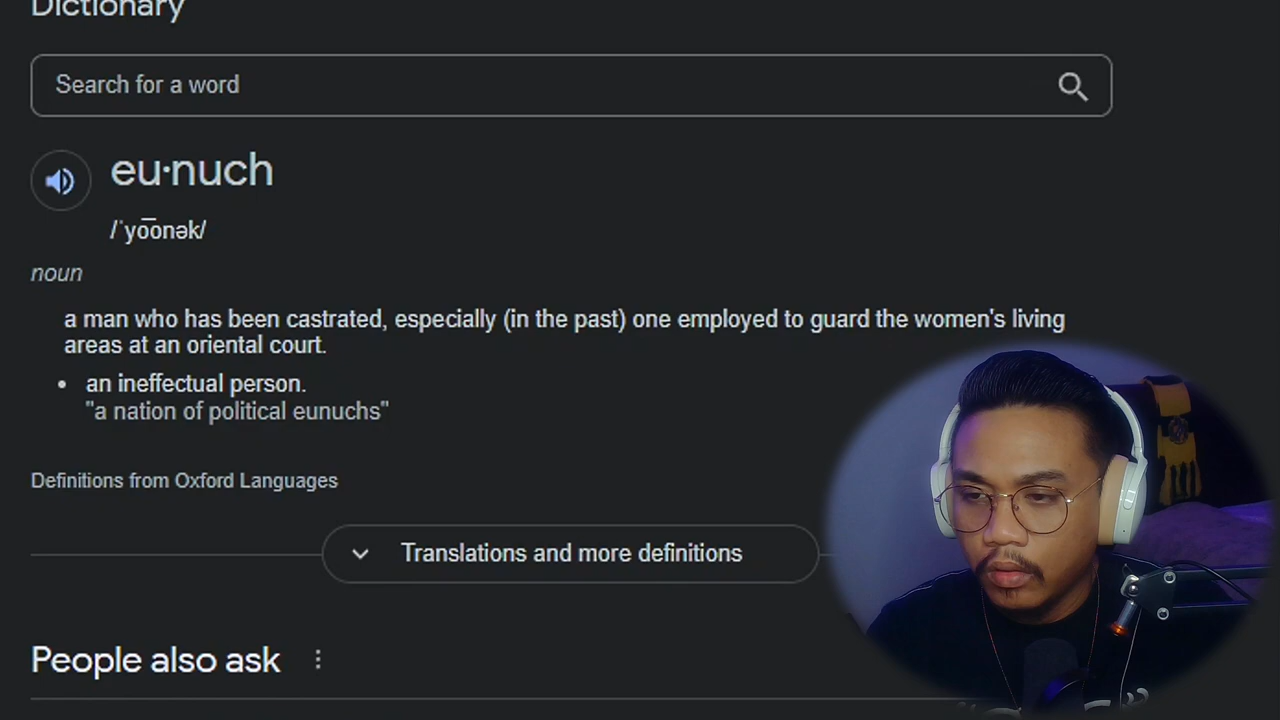 Dictionary
Search for a word
eu·nuch
/ˈyo͞onək/
noun
a man who has been castrated, especially (in the past) one employed to guard the women's living
areas at an oriental court.
• an ineffectual person.
"a nation of political eunuchs"
Definitions from Oxford Languages
Translations and more definitions
People also ask